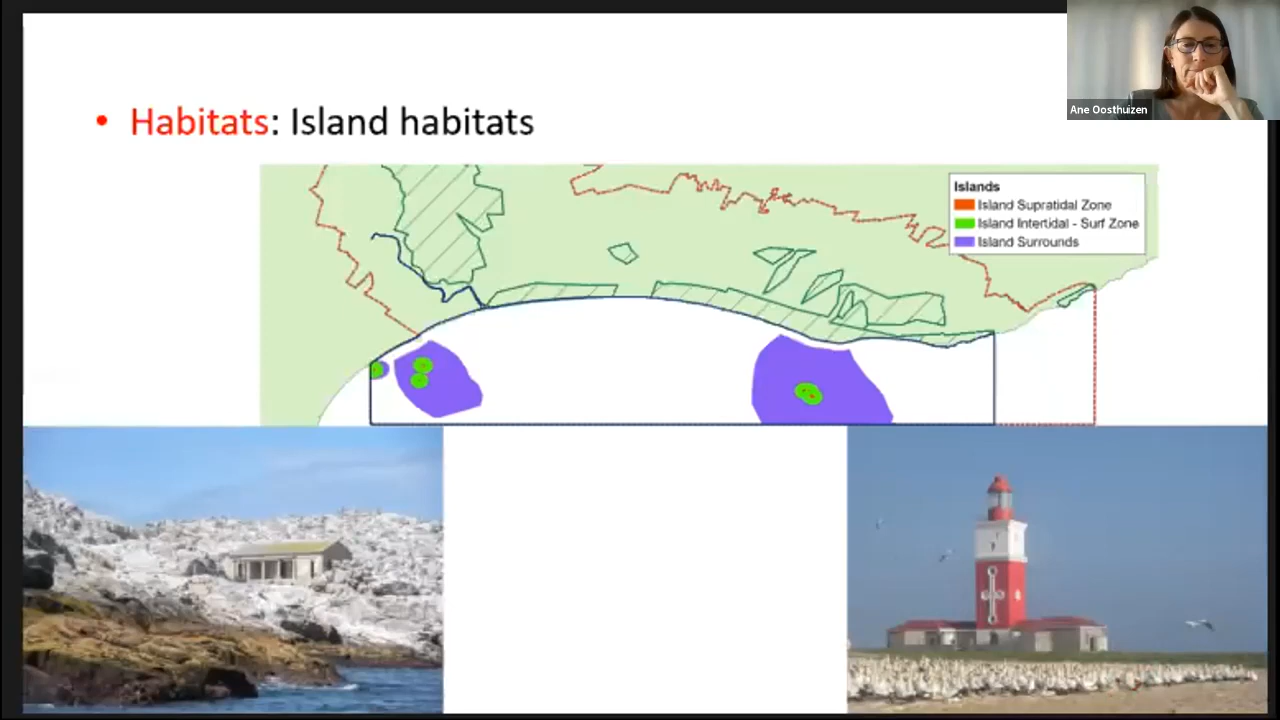 Ane Oosthuizen
• Habitats: Island habitats
Islands
Island Supratidal Zone
Island Intertidal - Surf Zone
Island Surrounds